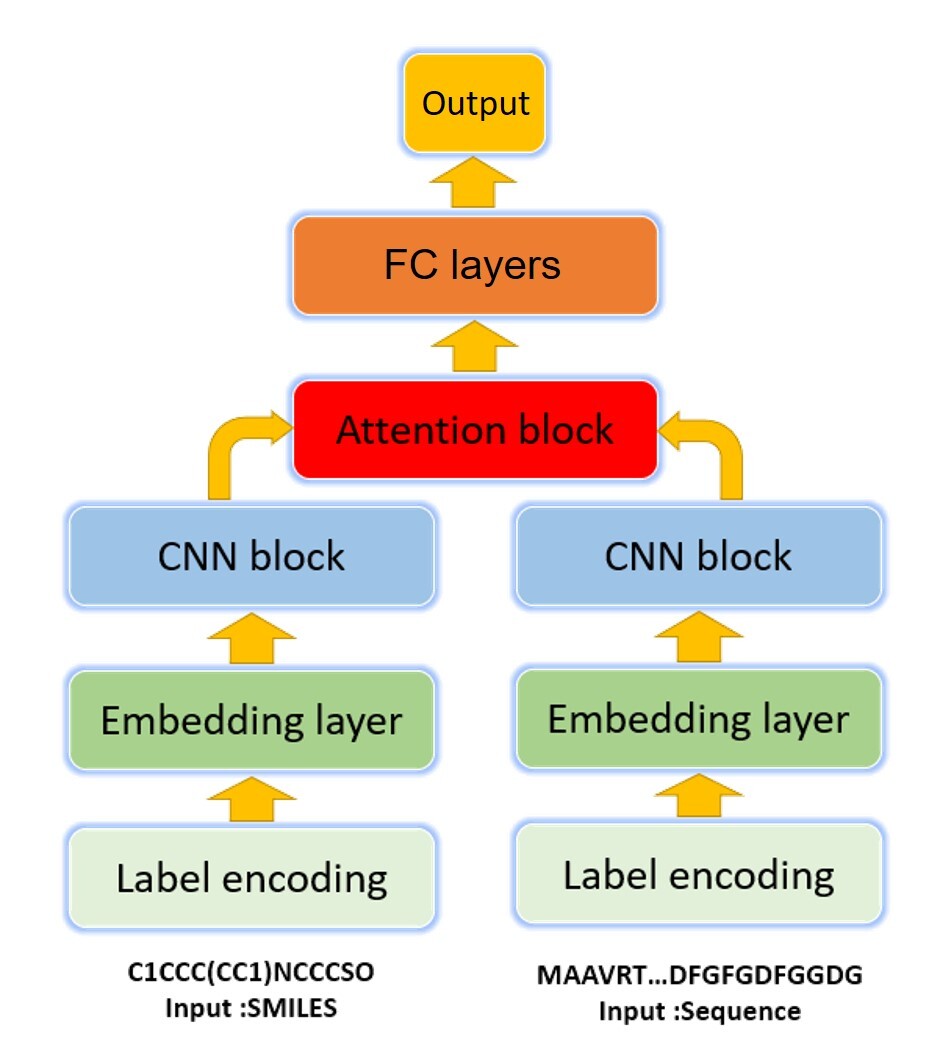 Output
FC layers
Attention block
CNN block
CNN block
Embedding layer
Embedding layer
Label encoding
Label encoding
C1CCC(CC1)NCCCSO
Input :SMILES
MAAVRT...DFGFGDFGGDG
Input :Sequence